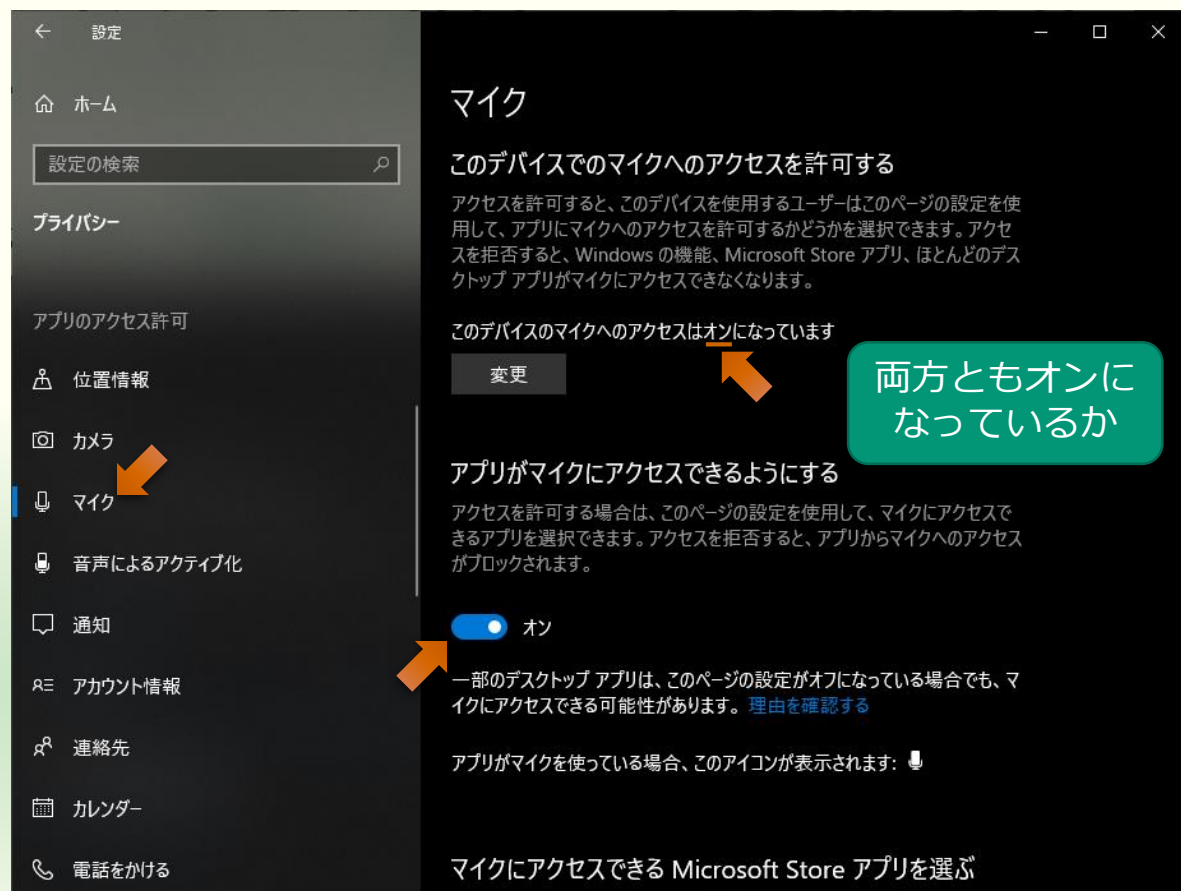 設定
ホーム
設定の検索
プライバシー
アプリのアクセス許可
位置情報
カメラ
マイク
音声によるアクティブ化
通知
アカウント情報
連絡先
カレンダー
電話をかける
マイク
このデバイスでのマイクへのアクセスを許可する
アクセスを許可すると、このデバイスを使用するユーザーはこのページの設定を使
用して、アプリにマイクへのアクセスを許可するかどうかを選択できます。アクセ
スを拒否すると、Windows の機能、Microsoft Store アプリ、ほとんどのデス
クトップ アプリがマイクにアクセスできなくなります。
このデバイスのマイクへのアクセスはオンになっています
変更
両方ともオンに
なっているか
アプリがマイクにアクセスできるようにする
アクセスを許可する場合は、このページの設定を使用して、マイクにアクセスで
きるアプリを選択できます。アクセスを拒否すると、アプリからマイクへのアクセス
がブロックされます。
オン
一部のデスクトップ アプリは、このページの設定がオフになっている場合でも、マ
イクにアクセスできる可能性があります。理由を確認する
アプリがマイクを使っている場合、このアイコンが表示されます:
マイクにアクセスできる Microsoft Store アプリを選ぶ